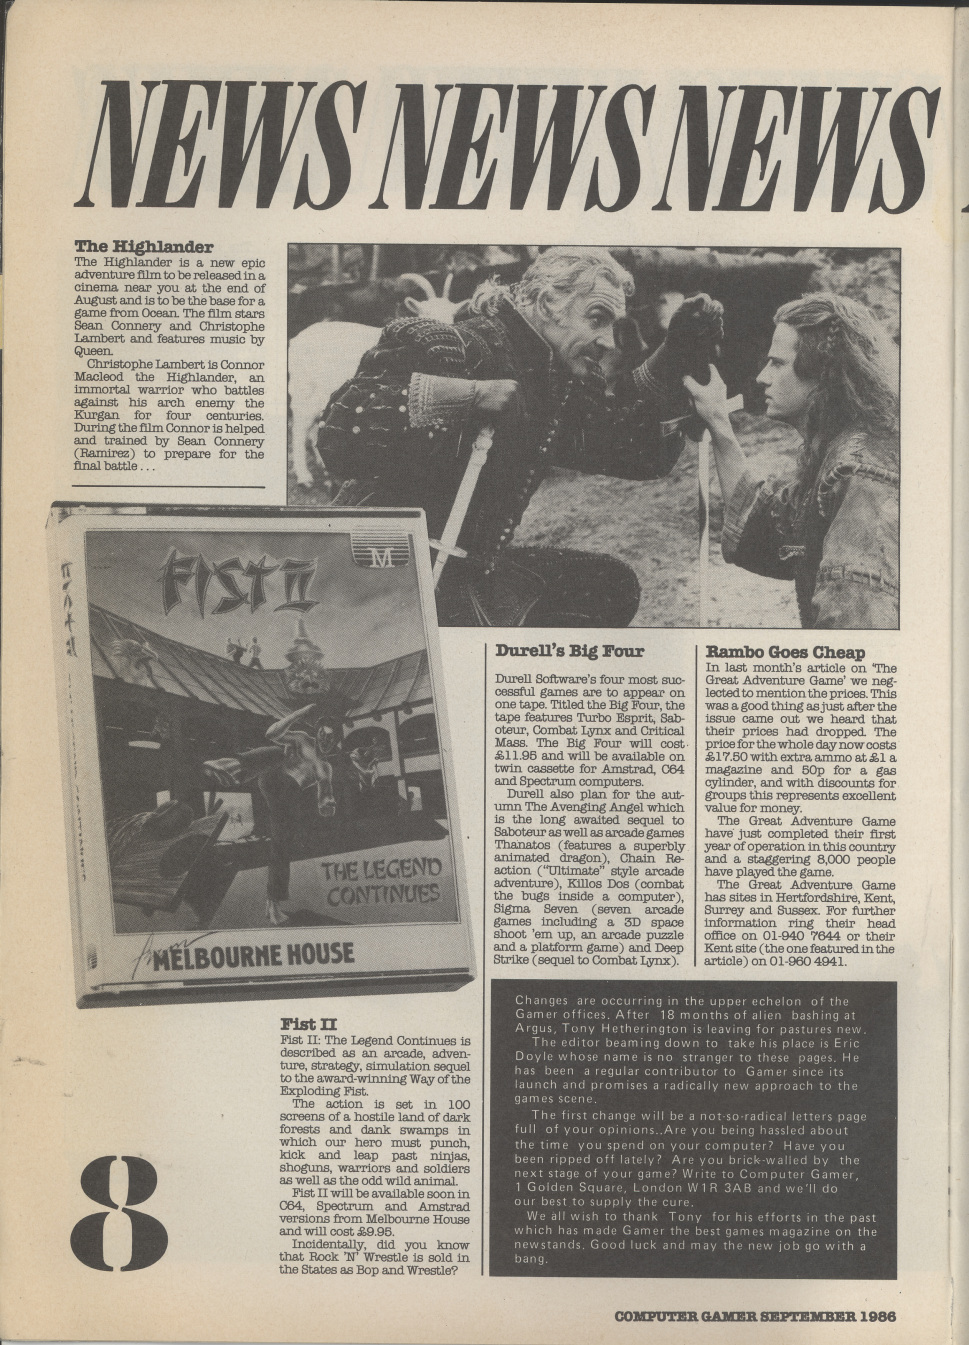 NEWS NEWS NEWS
The Highlander
The Highlander is a new epic
adventure film to be released in a
cinema near you at the end of
August and is to be the base for a
game from Ocean. The film stars
Sean Connery and Christophe
Lambert and features music by
Queen.
Christophe Lambert is Connor
Macleod the Highlander, an
immortal warrior who battles
against his arch enemy the
Kurgan for four centuries.
During the film Connor is helped
and trained by Sean Connery
(Ramirez) to prepare for the
final battle . . .
FIST II
M
THE LEGEND
CONTINUES
MELBOURNE HOUSE
Fist II
Fist II: The Legend Continues is
described as an arcade, adven-
ture, strategy, simulation sequel
to the award-winning Way of the
Exploding Fist.
The action is set in 100
screens of a hostile land of dark
forests and dank swamps in
which our hero must punch,
kick and leap past ninjas,
shoguns, warriors and soldiers
as well as the odd wild animal.
Fist II will be available soon in
C64, Spectrum and Amstrad
versions from Melbourne House
and will cost £9.95.
Incidentally, did you know
that Rock 'N' Wrestle is sold in
the States as Bop and Wrestle?
Durell's Big Four
Durell Software's four most suc-
cessful games are to appear on
one tape. Titled the Big Four, the
tape features Turbo Esprit, Sab-
oteur, Combat Lynx and Critical
Mass. The Big Four will cost
£11.95 and will be available on
twin cassette for Amstrad, C64
and Spectrum computers.
Durell also plan for the aut-
umn The Avenging Angel which
is the long awaited sequel to
Saboteur as well as arcade games
Thanatos (features a superbly
animated dragon), Chain Re-
action ("Ultimate" style arcade
adventure), Killos Dos (combat
the bugs inside a computer),
Sigma Seven (seven arcade
games including a 3D space
shoot 'em up, an arcade puzzle
and a platform game) and Deep
Strike (sequel to Combat Lynx).
Rambo Goes Cheap
In last month's article on 'The
Great Adventure Game' we neg-
lected to mention the prices. This
was a good thing as just after the
issue came out we heard that
their prices had dropped. The
price for the whole day now costs
£17.50 with extra ammo at £1 a
magazine and 50p for a gas
cylinder, and with discounts for
groups this represents excellent
value for money.
The Great Adventure Game
have just completed their first
year of operation in this country
and a staggering 8,000 people
have played the game.
The Great Adventure Game
has sites in Hertfordshire, Kent,
Surrey and Sussex. For further
information ring their head
office on 01-940 7644 or their
Kent site (the one featured in the
article) on 01-960 4941.
Changes are occurring in the upper echelon of the
Gamer offices. After 18 months of alien bashing at
Argus, Tony Hetherington is leaving for pastures new.
The editor beaming down to take his place is Eric
Doyle whose name is no stranger to these pages. He
has been a regular contributor to Gamer since its
launch and promises a radically new approach to the
games scene.
The first change will be a not-so-radical letters page
full of your opinions..Are you being hassled about
the time you spend on your computer? Have you
been ripped off lately? Are you brick-walled by the
next stage of your game? Write to Computer Gamer,
1 Golden Square, London W1R 3AB and we'll do
our best to supply the cure.
We all wish to thank Tony for his efforts in the past
which has made Gamer the best games magazine on the
newstands. Good luck and may the new job go with a
bang.
8
COMPUTER GAMER SEPTEMBER 1986